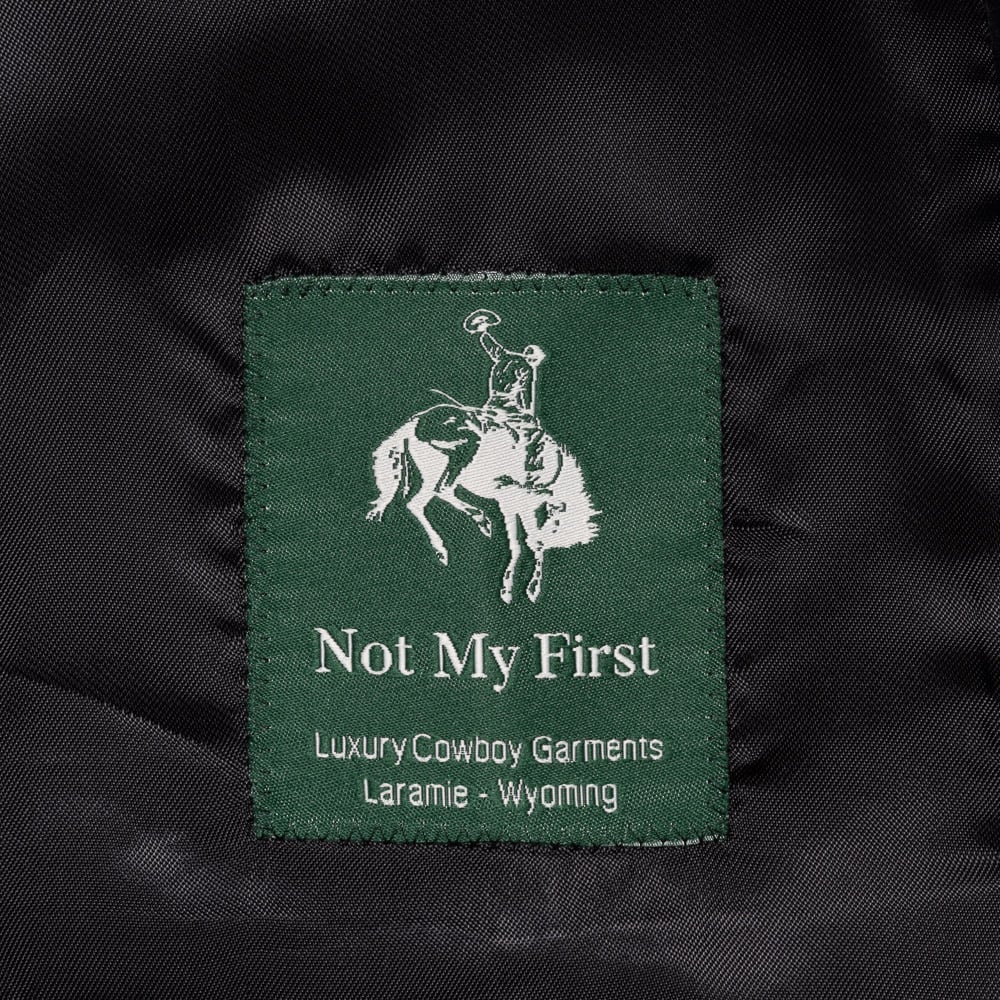 Not My First
Luxury Cowboy Garments
Laramie - Wyoming